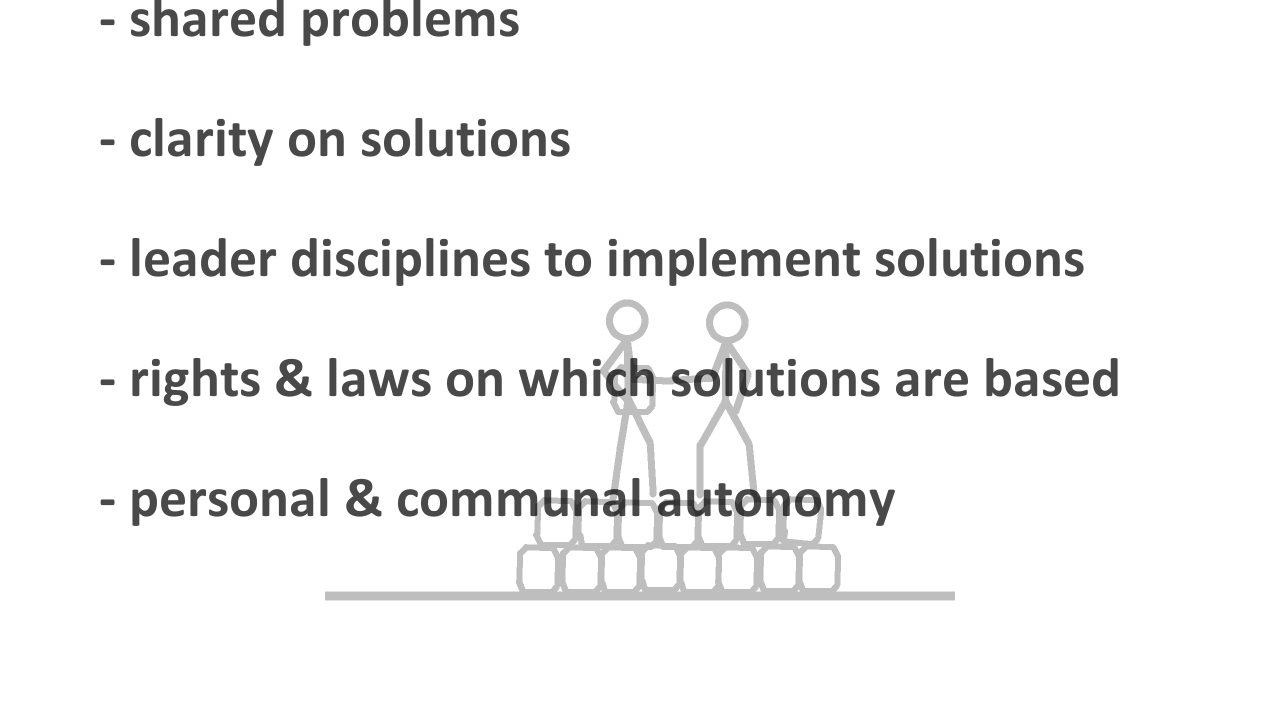 - shared problems
- clarity on solutions
- leader disciplines to implement solutions
- rights & laws on which solutions are based
- personal & communal autonomy